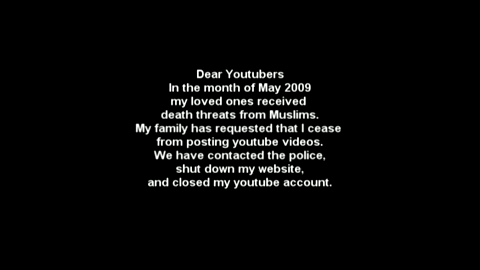 Dear Youtubers
In the month of May 2009
my loved ones received
death threats from Muslims.
My family has requested that I cease
from posting youtube videos.
We have contacted the police,
shut down my website,
and closed my youtube account.